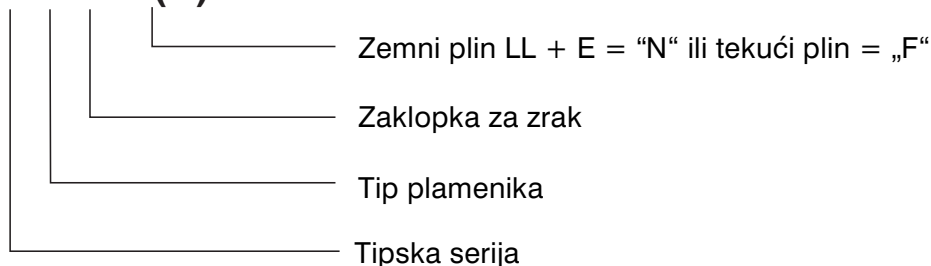 Zemni plin LL + E = “N“ ili tekući plin = „F“
Zaklopka za zrak
Tip plamenika
Tipska serija